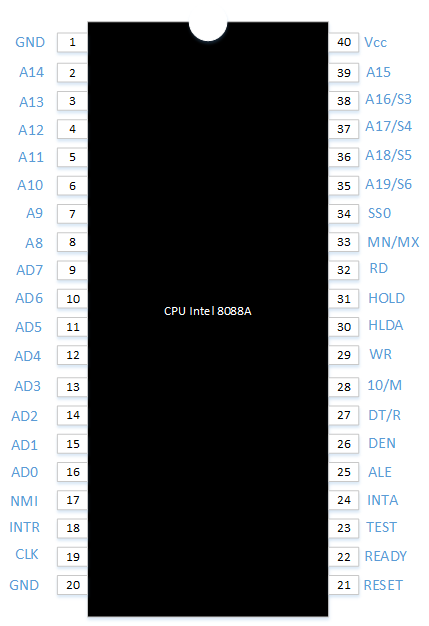 GND 1 40 Vcc
A14 2 39 A15
A13 3 38 A16/S3
A12 4 37 A17/S4
A11 5 36 A18/S5
A10 6 35 A19/S6
A9 7 34 SS0
A8 8 33 MN/MX
AD7 9 32 RD
AD6 10 31 HOLD
CPU Intel 8088A
AD5 11 30 HLDA
AD4 12 29 WR
AD3 13 28 10/M
AD2 14 27 DT/R
AD1 15 26 DEN
AD0 16 25 ALE
NMI 17 24 INTA
INTR 18 23 TEST
CLK 19 22 READY
GND 20 21 RESET